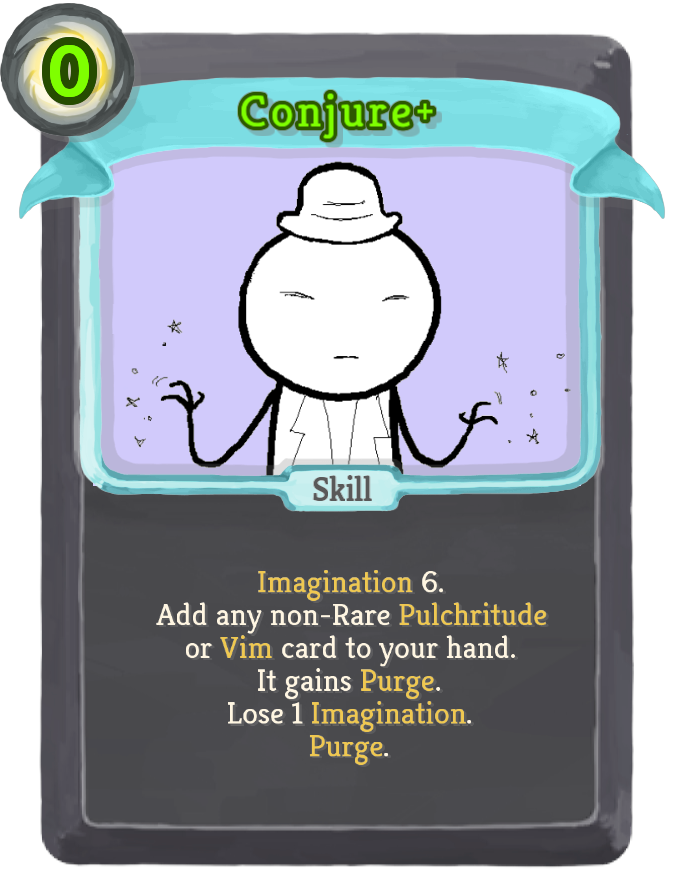 0
Conjure+
Skill
Imagination 6.
Add any non-Rare Pulchritude
or Vim card to your hand.
It gains Purge.
Lose 1 Imagination.
Purge.